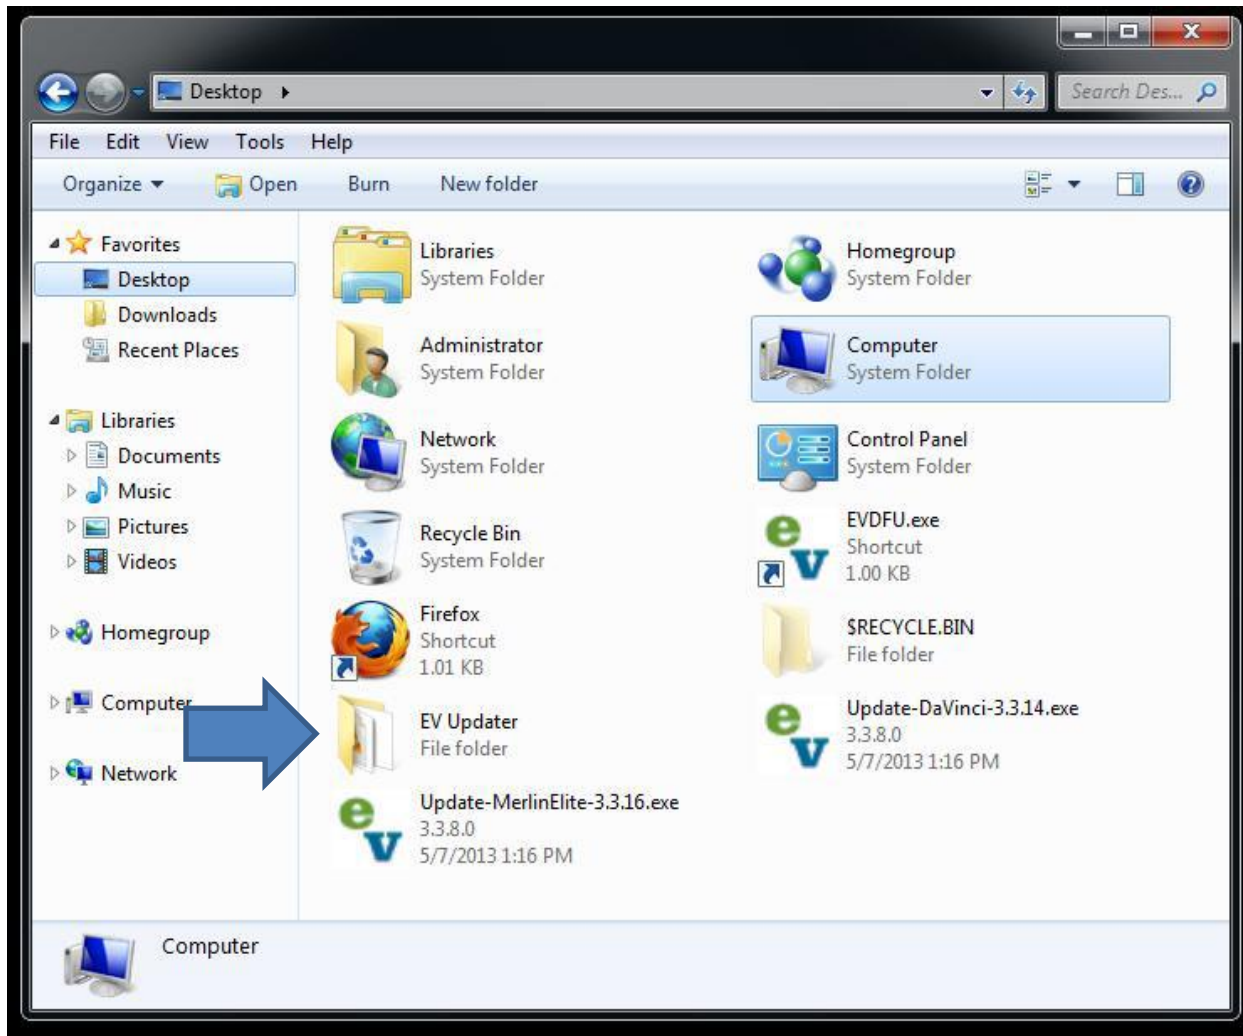 Desktop
Search Des...
File Edit View Tools Help
Organize Open Burn New folder
Favorites
Desktop
Downloads
Recent Places
Libraries
Documents
Music
Pictures
Videos
Homegroup
Computer
Network
Libraries
System Folder
Homegroup
System Folder
Administrator
System Folder
Computer
System Folder
Network
System Folder
Control Panel
System Folder
Recycle Bin
System Folder
EVDFU.exe
Shortcut
1.00 KB
Firefox
Shortcut
1.01 KB
$RECYCLE.BIN
File folder
EV Updater
File folder
Update-DaVinci-3.3.14.exe
3.3.8.0
5/7/2013 1:16 PM
Update-MerlinElite-3.3.16.exe
3.3.8.0
5/7/2013 1:16 PM
Computer